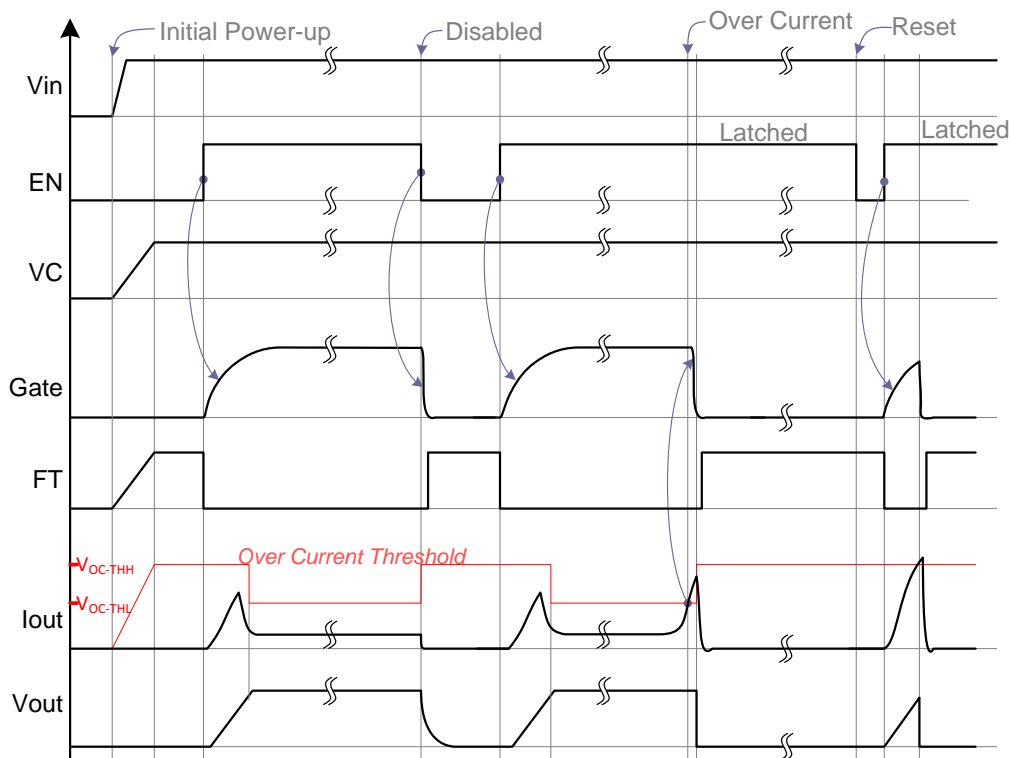 Initial Power-up
Disabled
Over Current
Reset
Vin
Latched
Latched
EN
VC
Gate
FT
Over Current Threshold
VOC-THH
VOC-THL
Iout
Vout